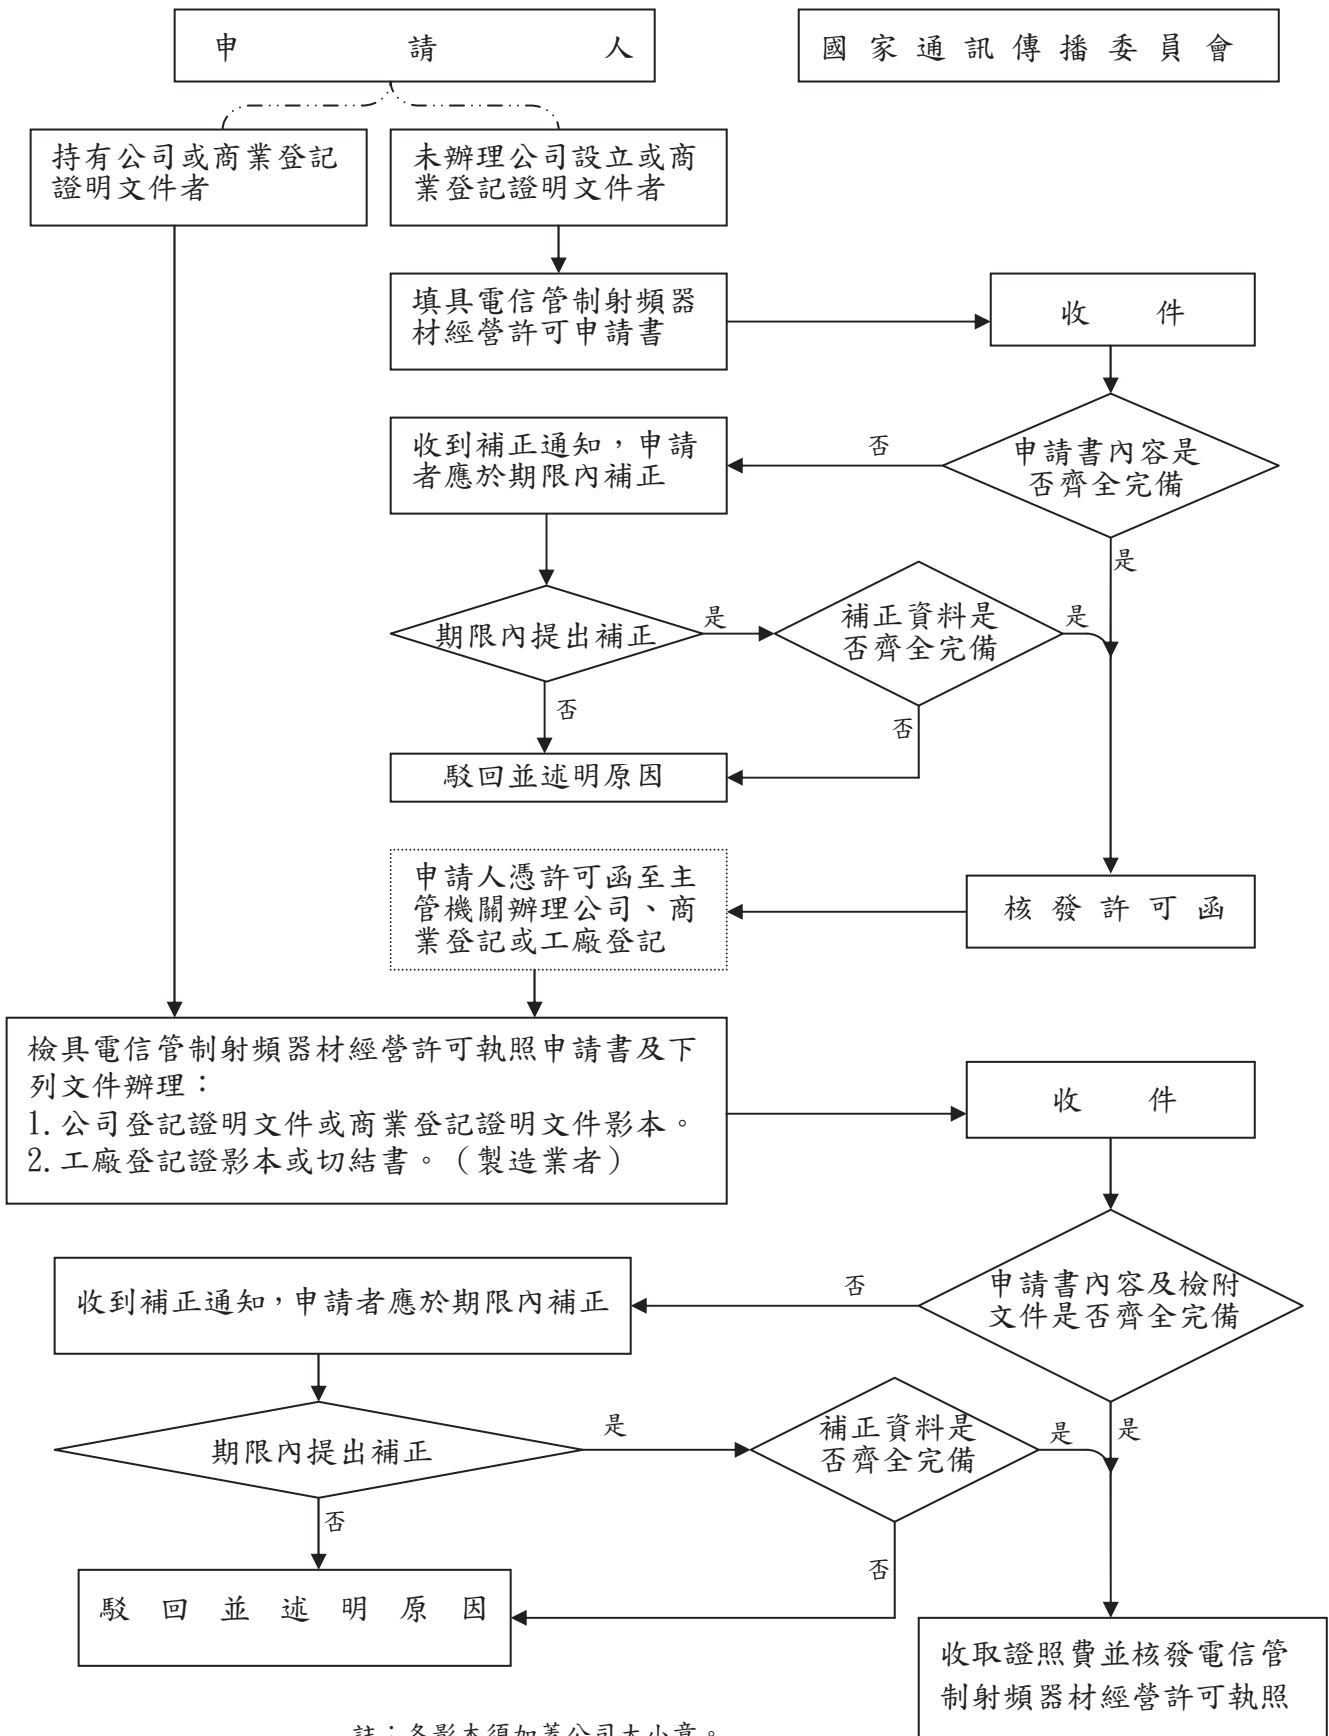 申請人
國家通訊傳播委員會
持有公司或商業登記
證明文件者
未辦理公司設立或商
業登記證明文件者
填具電信管制射頻器
材經營許可申請書
收件
收到補正通知，申請
者應於期限內補正
否
申請書內容是
否齊全完備
是
期限內提出補正
是
補正資料是
否齊全完備
是
否
否
駁回並述明原因
申請人憑許可函至主
管機關辦理公司、商
業登記或工廠登記
核發許可函
檢具電信管制射頻器材經營許可執照申請書及下
列文件辦理：
1.公司登記證明文件或商業登記證明文件影本。
2.工廠登記證影本或切結書。（製造業者）
收件
收到補正通知，申請者應於期限內補正
否
申請書內容及檢附
文件是否齊全完備
是
期限內提出補正
是
補正資料是
否齊全完備
是
否
否
駁回並述明原因
收取證照費並核發電信管
制射頻器材經營許可執照
註：各影本須加蓋公司大小章。